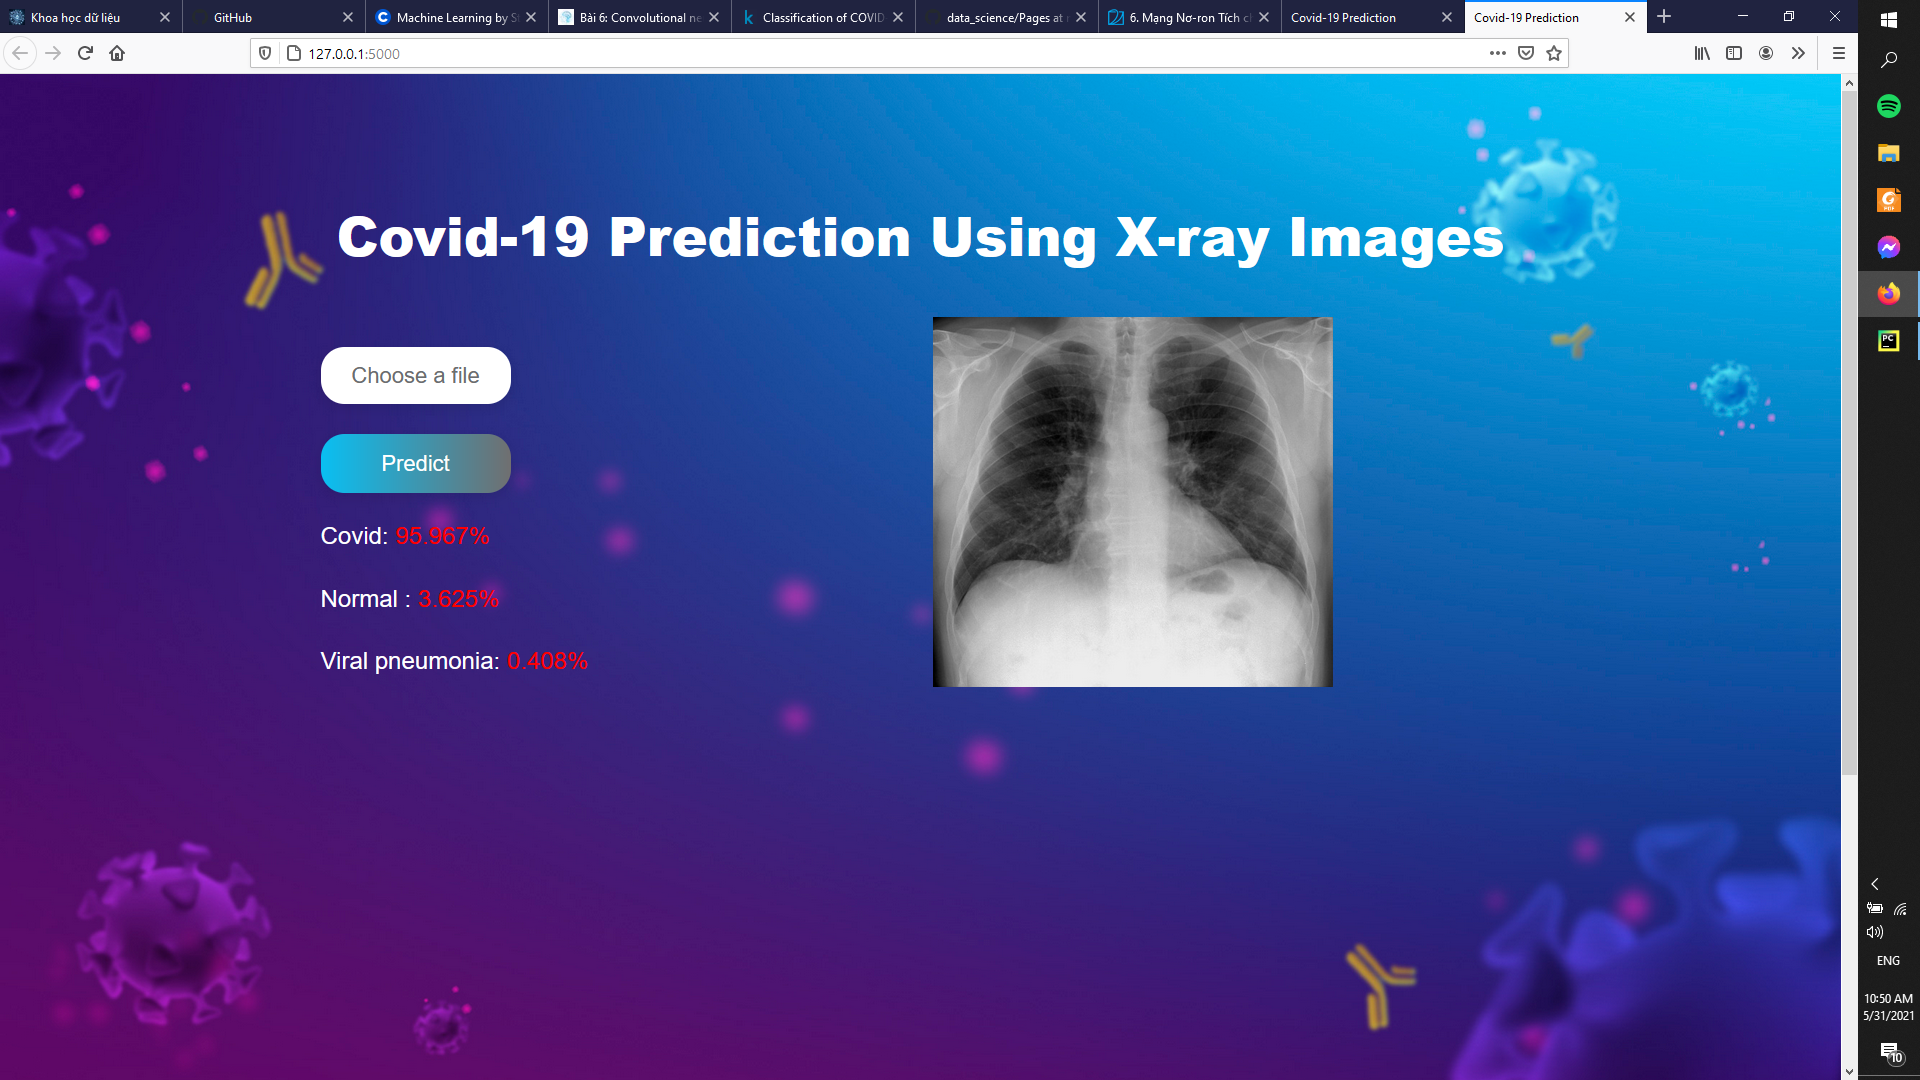 Khoa học dữ liệu
GitHub
Machine Learning by St
Bài 6: Convolutional ne
Classification of COVID
data_science/Pages at
6. Mạng Nơ-ron Tích ch
Covid-19 Prediction
Covid-19 Prediction
127.0.0.1:5000
Covid-19 Prediction Using X-ray Images
Choose a file
Predict
Covid: 95.967%
Normal : 3.625%
Viral pneumonia: 0.408%
ENG
10:50 AM
5/31/2021
10